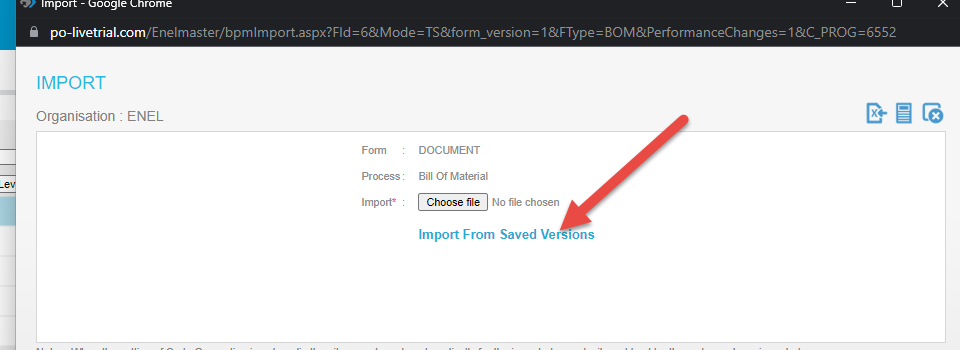 Import - Google Chrome
po-livetrial.com/Enelmaster/bpmImport.aspx?FId=6&Mode=TS&form_version=1&FType=BOM&PerformanceChanges=1&C_PROG=6552
IMPORT
Organisation : ENEL
Form : DOCUMENT
Process : Bill Of Material
Lev
Import* : Choose file No file chosen
Import From Saved Versions